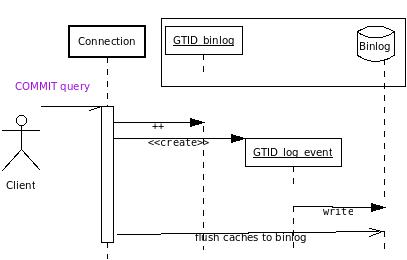 Connection
GTID_binlog
Binlog
COMMIT query
++
<<create>>
GTID_log_event
Client
write
flush caches to binlog